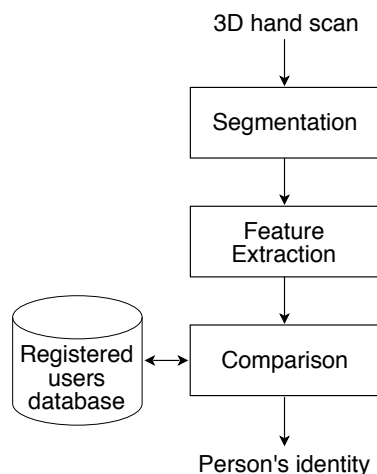 3D hand scan
Segmentation
Feature
Extraction
Registered
users
database
Comparison
Person's identity